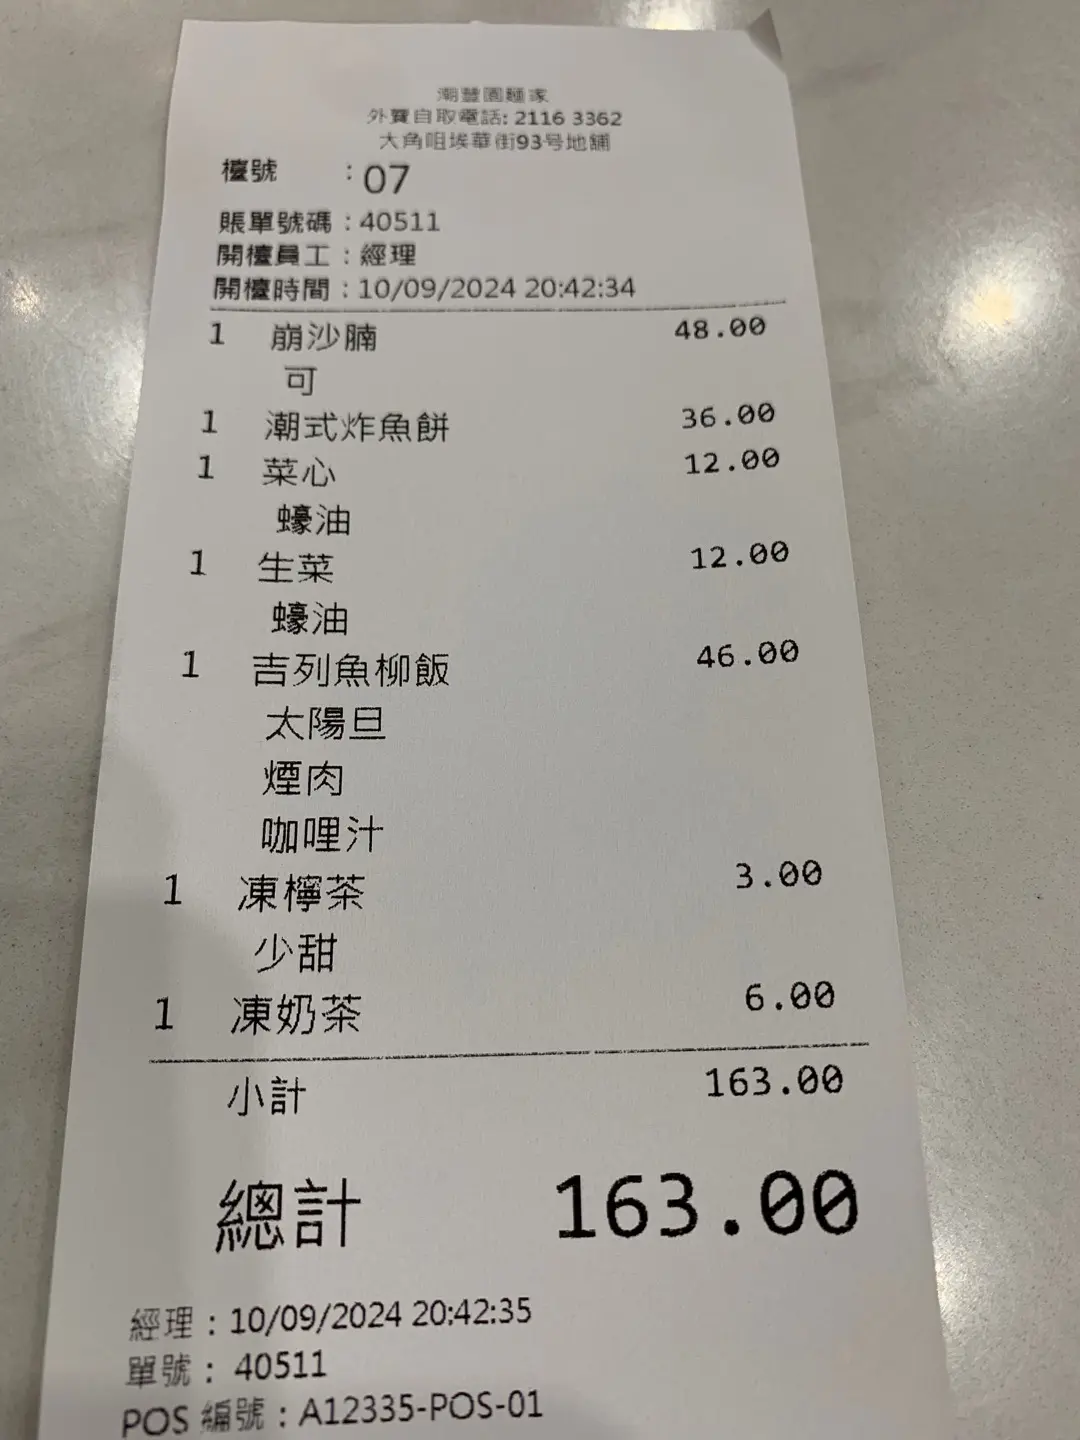 潮豐園麵家
外賣自取電話: 2116 3362
大角咀埃華街93号地舖
檯號 : 07
賬單號碼 : 40511
開檯員工 : 經理
開檯時間 : 10/09/2024 20:42:34
1 崩沙腩 48.00
可
1 潮式炸魚餅 36.00
1 菜心 12.00
蠔油
1 生菜 12.00
蠔油
1 吉列魚柳飯 46.00
太陽旦
煙肉
咖哩汁
1 凍檸茶 3.00
少甜
1 凍奶茶 6.00
小計 163.00
總計 163.00
經理 : 10/09/2024 20:42:35
單號 : 40511
POS 編號 : A12335-POS-01